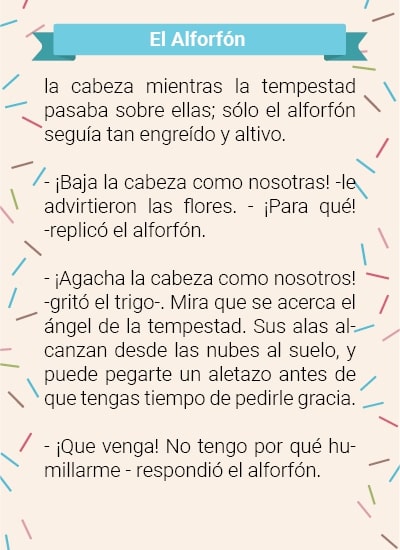 El Alforfón
la cabeza mientras la tempestad
pasaba sobre ellas; sólo el alforfón
seguía tan engreído y altivo.
- ¡Baja la cabeza como nosotras! -le
advirtieron las flores. - ¡Para qué!
-replicó el alforfón.
- ¡Agacha la cabeza como nosotros!
-gritó el trigo-. Mira que se acerca el
ángel de la tempestad. Sus alas al-
canzan desde las nubes al suelo, y
puede pegarte un aletazo antes de
que tengas tiempo de pedirle gracia.
- ¡Que venga! No tengo por qué hu-
millarme - respondió el alforfón.